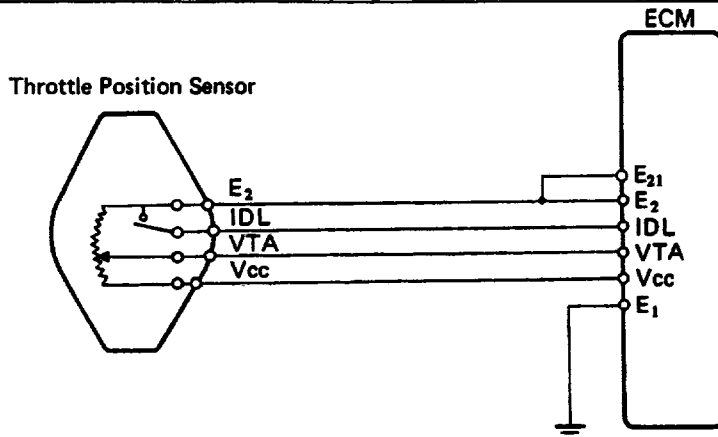 ECM
Throttle Position Sensor
E₂
IDL
VTA
Vcc
E₂₁
E₂
IDL
VTA
Vcc
E₁